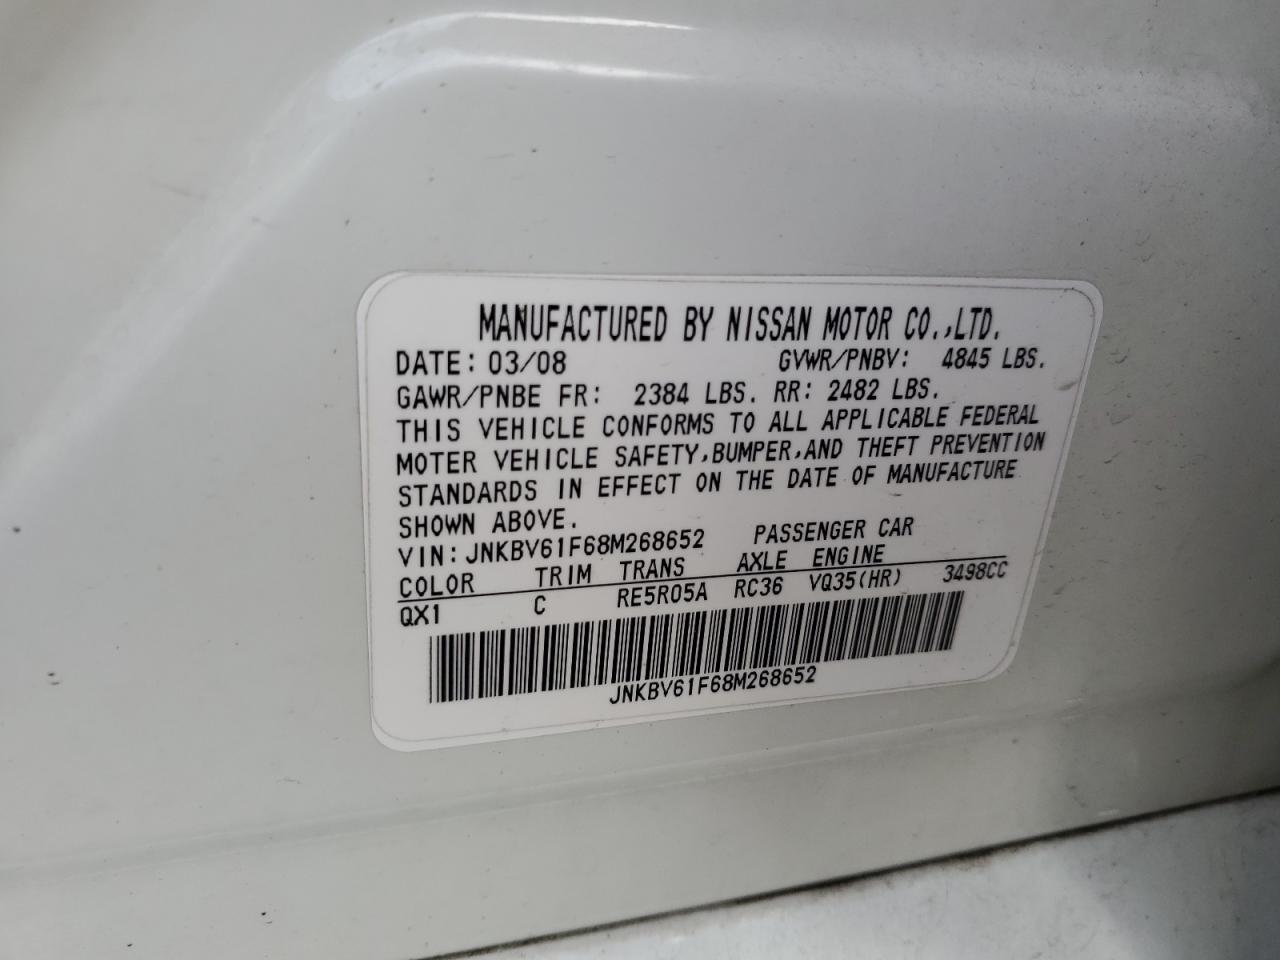 MANUFACTURED BY NISSAN MOTOR CO.,LTD.
DATE: 03/08 GVWR/PNBV: 4845 LBS.
GAWR/PNBE FR: 2384 LBS. RR: 2482 LBS.
THIS VEHICLE CONFORMS TO ALL APPLICABLE FEDERAL
MOTER VEHICLE SAFETY,BUMPER,AND THEFT PREVENTION
STANDARDS IN EFFECT ON THE DATE OF MANUFACTURE
SHOWN ABOVE.
VIN: JNKBV61F68M268652 PASSENGER CAR
COLOR TRIM TRANS AXLE ENGINE
QX1 C RE5R05A RC36 VQ35(HR) 3498CC
JNKBV61F68M268652